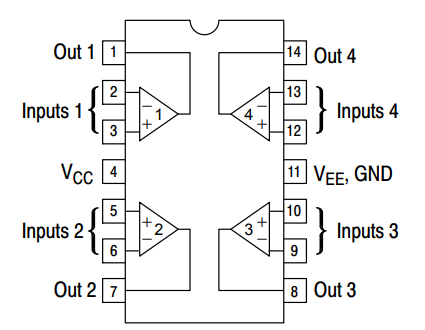 Out 1 1 14 Out 4
2 − 1 4 − 13
Inputs 1 Inputs 4
3 + + 12
VCC 4 11 VEE, GND
5 + 2 3 + 10
Inputs 2 Inputs 3
6 − − 9
Out 2 7 8 Out 3